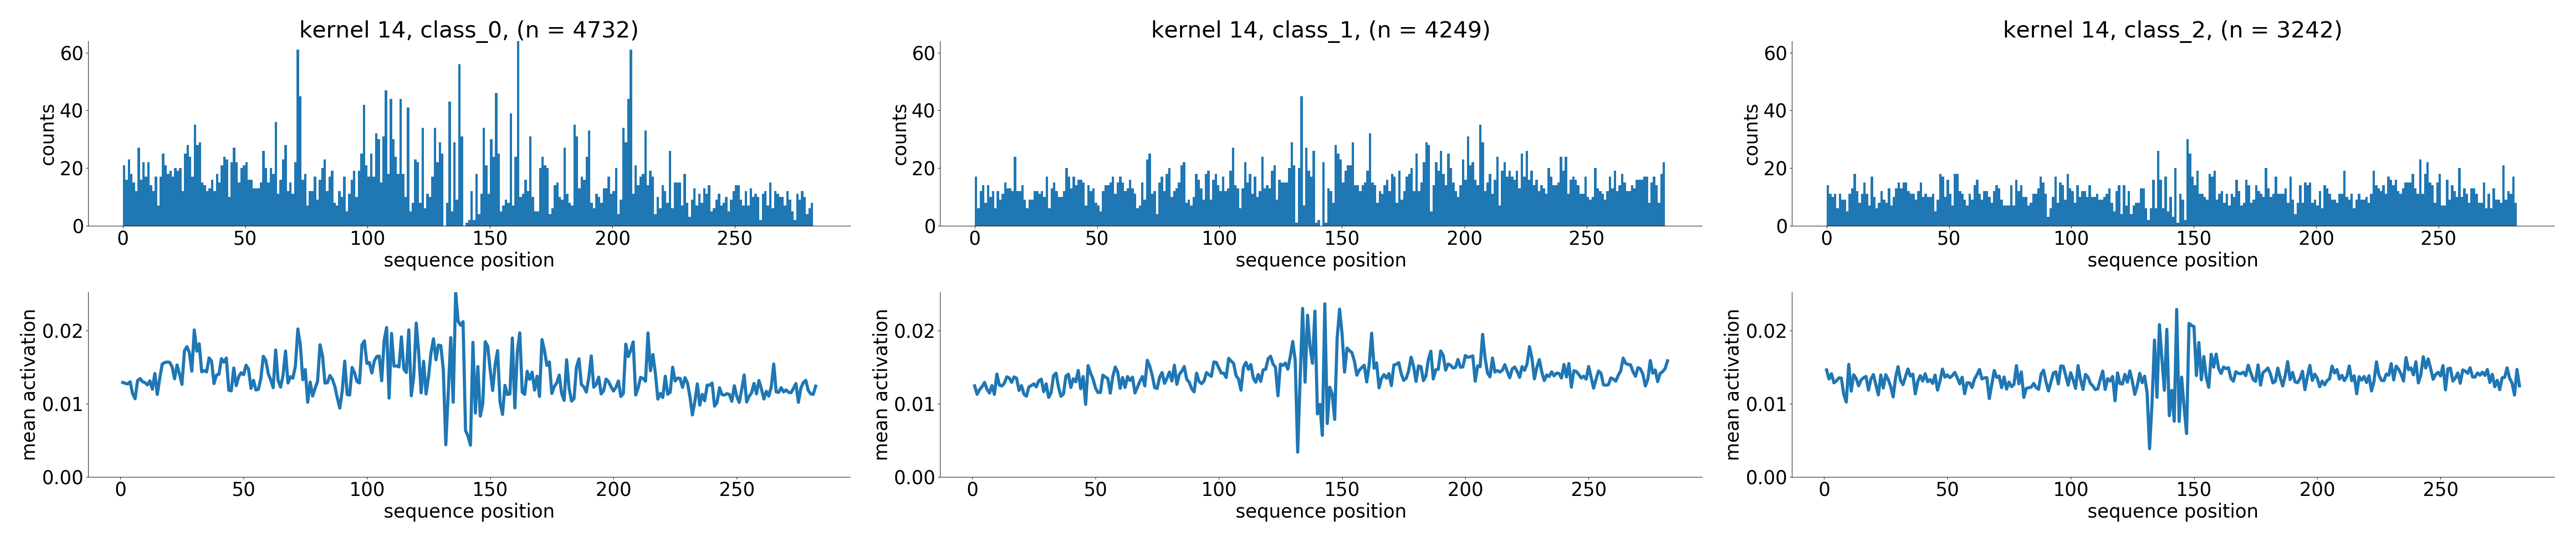 kernel 14, class_0, (n = 4732)
counts
60
40
20
0
0 50 100 150 200 250
sequence position
kernel 14, class_1, (n = 4249)
counts
60
40
20
0
0 50 100 150 200 250
sequence position
kernel 14, class_2, (n = 3242)
counts
60
40
20
0
0 50 100 150 200 250
sequence position
mean activation
0.02
0.01
0.00
0 50 100 150 200 250
sequence position
mean activation
0.02
0.01
0.00
0 50 100 150 200 250
sequence position
mean activation
0.02
0.01
0.00
0 50 100 150 200 250
sequence position